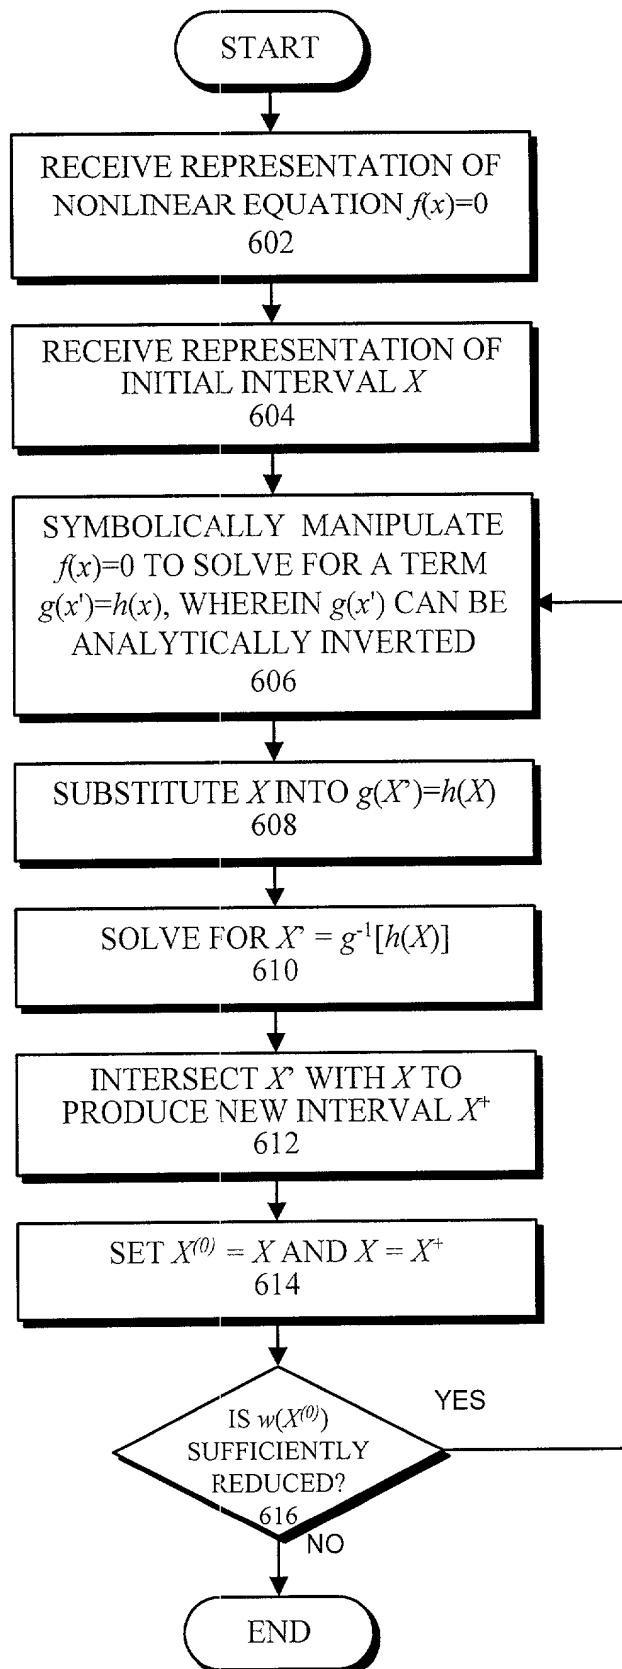 START
RECEIVE REPRESENTATION OF
NONLINEAR EQUATION f(x)=0
602
RECEIVE REPRESENTATION OF
INITIAL INTERVAL X
604
SYMBOLICALLY MANIPULATE
f(x)=0 TO SOLVE FOR A TERM
g(x')=h(x), WHEREIN g(x') CAN BE
ANALYTICALLY INVERTED
606
SUBSTITUTE X INTO g(X')=h(X)
608
SOLVE FOR X' = g⁻¹[h(X)]
610
INTERSECT X' WITH X TO
PRODUCE NEW INTERVAL X⁺
612
SET X⁽⁰⁾ = X AND X = X⁺
614
IS w(X⁽⁰⁾)
SUFFICIENTLY
REDUCED?
616
YES
NO
END